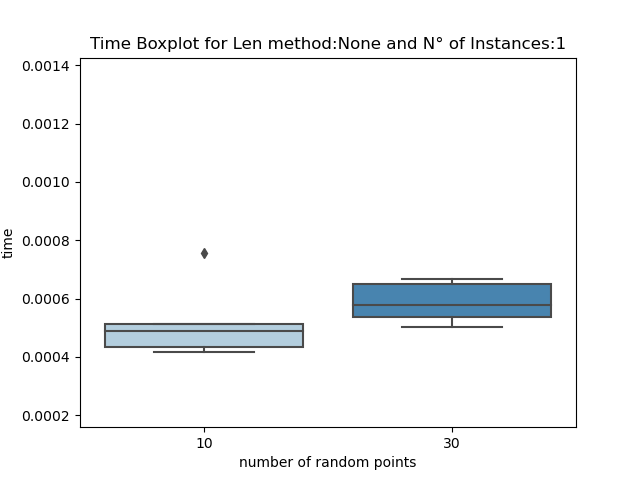 Time Boxplot for Len method:None and N° of Instances:1
0.0014
0.0012
0.0010
0.0008
0.0006
0.0004
0.0002
time
10 30
number of random points